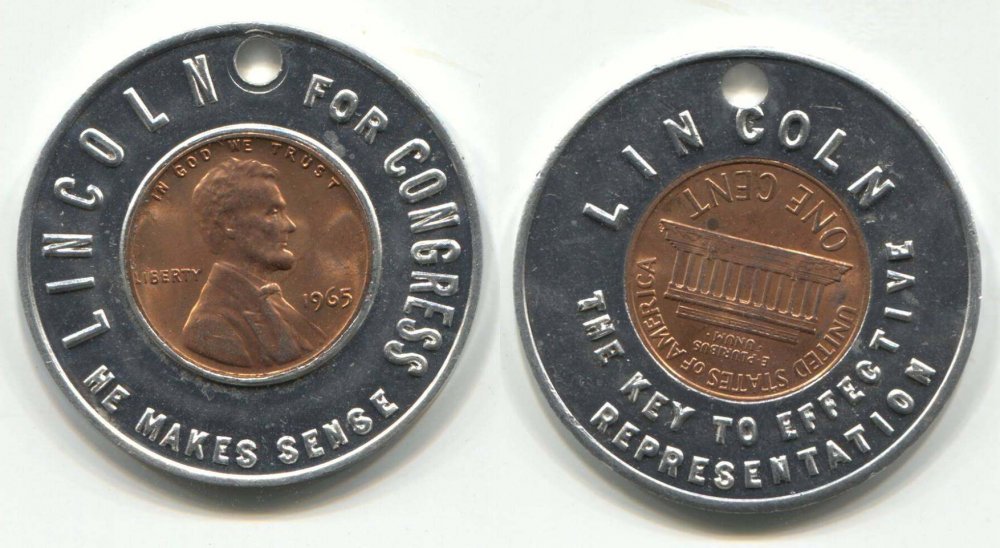 LINCOLN FOR CONGRESS
HE MAKES SENSE
IN GOD WE TRUST
LIBERTY
1965
LINCOLN
THE KEY TO EFFECTIVE
REPRESENTATION
ONE CENT
UNITED STATES OF AMERICA
E·PLURIBUS
·UNUM·